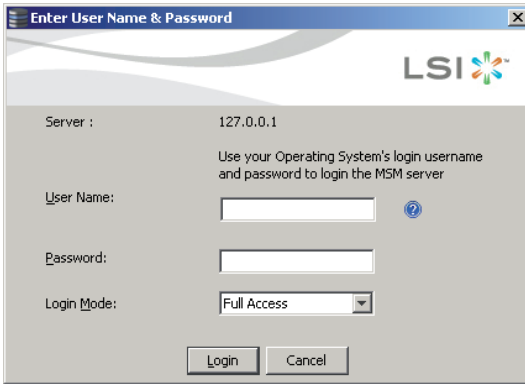 Enter User Name & Password
LSI
Server : 127.0.0.1
Use your Operating System's login username
and password to login the MSM server
User Name:
Password:
Login Mode: Full Access
Login Cancel